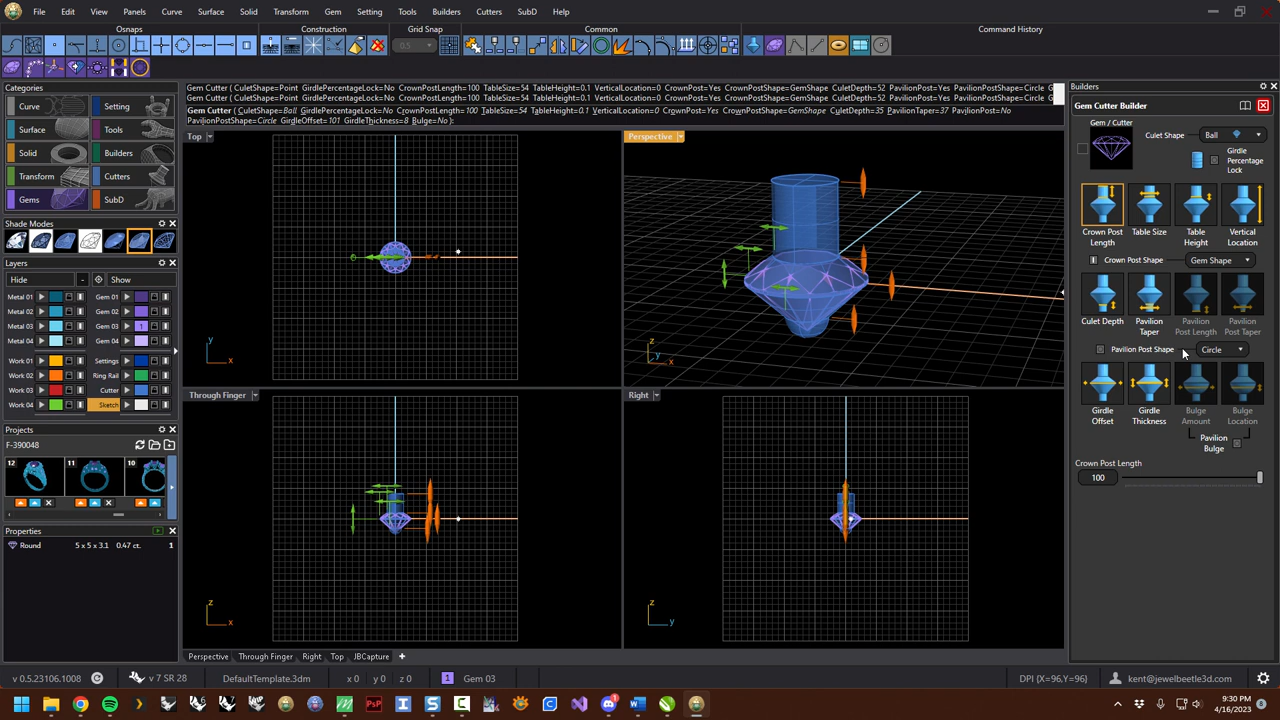 File Edit View Panels Curve Surface Solid Transform Gem Setting Tools Builders Cutters SubD Help
Osnaps Construction Grid Snap Common Command History
0.5
Categories
Curve Setting
Surface Tools
Solid Builders
Transform Cutters
Gems SubD
Shade Modes
Layers
Hide - Show
Metal 01 Gem 01
Metal 02 Gem 02
Metal 03 Gem 03 1
Metal 04 Gem 04
Work 01 Settings
Work 02 Ring Rail
Work 03 Cutter
Work 04 Sketch
Projects
F-390048
12 11 10
Properties
Round 5 x 5 x 3.1 0.47 ct. 1
Gem Cutter ( CuletShape=Point GirdlePercentageLock=No CrownPostLength=100 TableSize=54 TableHeight=0.1 VerticalLocation=0 CrownPost=Yes CrownPostShape=GemShape CuletDepth=52 PavilionPost=Yes PavilionPostShape=Circle G
Gem Cutter ( CuletShape=Point GirdlePercentageLock=No CrownPostLength=100 TableSize=54 TableHeight=0.1 VerticalLocation=0 CrownPost=Yes CrownPostShape=GemShape CuletDepth=52 PavilionPost=Yes PavilionPostShape=Circle G
Gem Cutter ( CuletShape=Ball GirdlePercentageLock=No CrownPostLength=100 TableSize=54 TableHeight=0.1 VerticalLocation=0 CrownPost=Yes CrownPostShape=GemShape CuletDepth=35 PavilionTaper=37 PavilionPost=No
PavilionPostShape=Circle GirdleOffset=101 GirdleThickness=8 Bulge=No ):
Top
y
x
Perspective
z
y
x
Through Finger
z
x
Right
z
y
Perspective Through Finger Right Top JBCapture +
Builders
Gem Cutter Builder
Gem / Cutter
Culet Shape Ball
Girdle
Percentage
Lock
Crown Post
Length
Table Size
Table
Height
Vertical
Location
Crown Post Shape Gem Shape
Culet Depth
Pavilion
Taper
Pavilion
Post Length
Pavilion
Post Taper
Pavilion Post Shape Circle
Girdle
Offset
Girdle
Thickness
Bulge
Amount
Bulge
Location
Pavilion
Bulge
Crown Post Length
100
v 0.5.23106.1008 v 7 SR 28 DefaultTemplate.3dm x 0 y 0 z 0 1 Gem 03 DPI (X=96,Y=96) kent@jewelbeetle3d.com
PsP
9:30 PM
4/16/2023